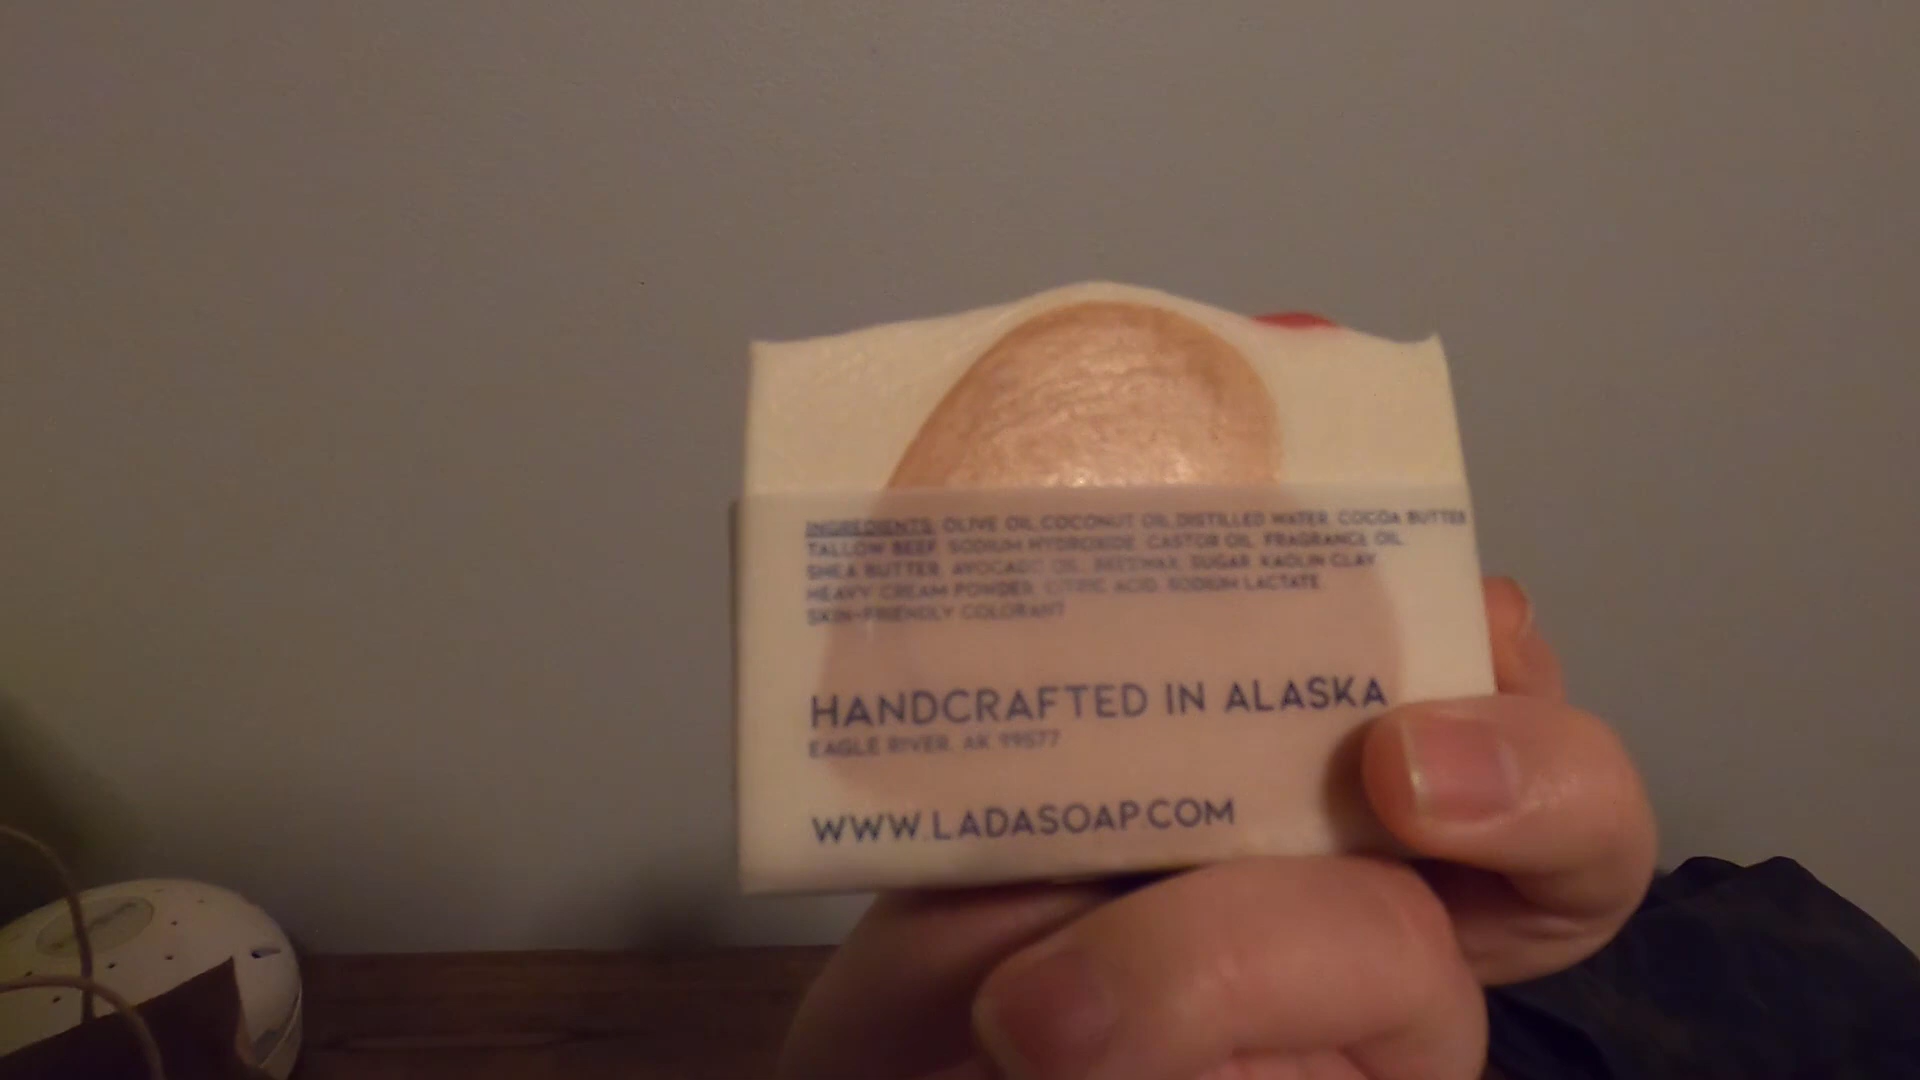 INGREDIENTS: OLIVE OIL, COCONUT OIL, DISTILLED WATER, COCOA BUTTER
TALLOW BEEF, SODIUM HYDROXIDE, CASTOR OIL, FRAGRANCE OIL,
SHEA BUTTER, AVOCADO OIL, BEESWAX, SUGAR, KAOLIN CLAY
HEAVY CREAM POWDER, CITRIC ACID, SODIUM LACTATE
SKIN-FRIENDLY COLORANT
HANDCRAFTED IN ALASKA
EAGLE RIVER, AK 99577
WWW.LADASOAP.COM